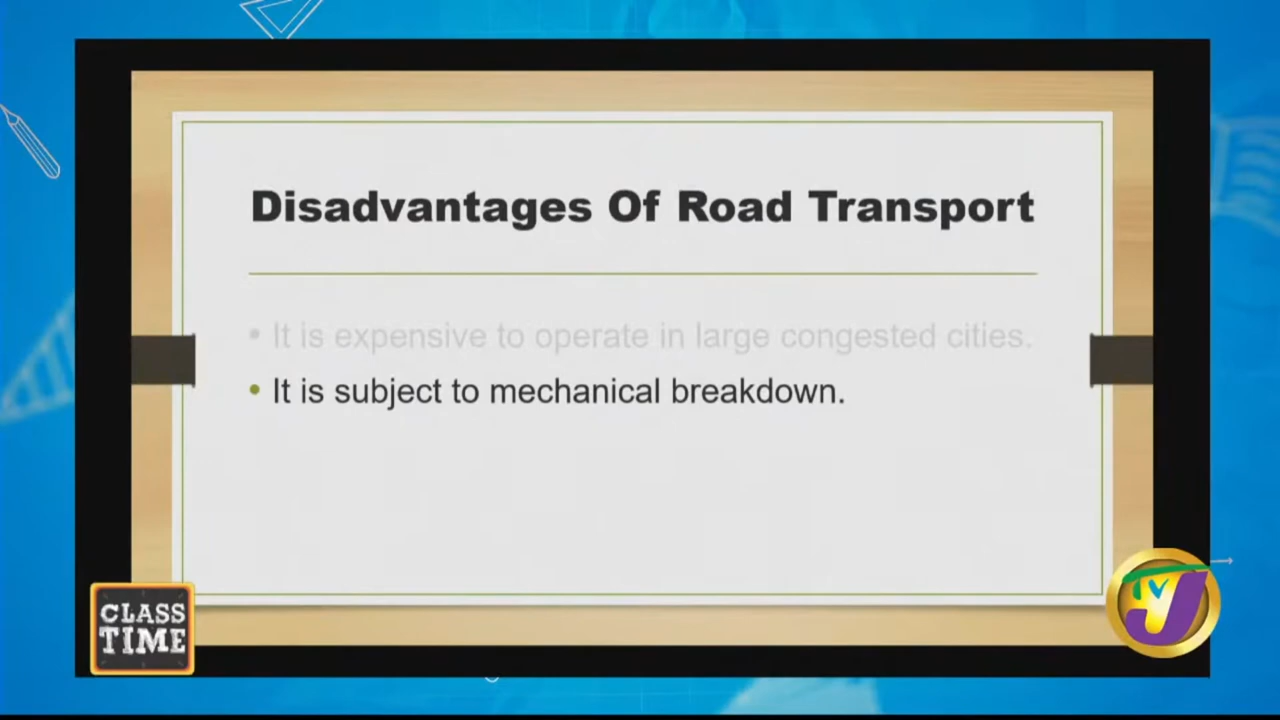 Disadvantages Of Road Transport
• It is expensive to operate in large congested cities.
• It is subject to mechanical breakdown.
CLASS
TIME
TVJ